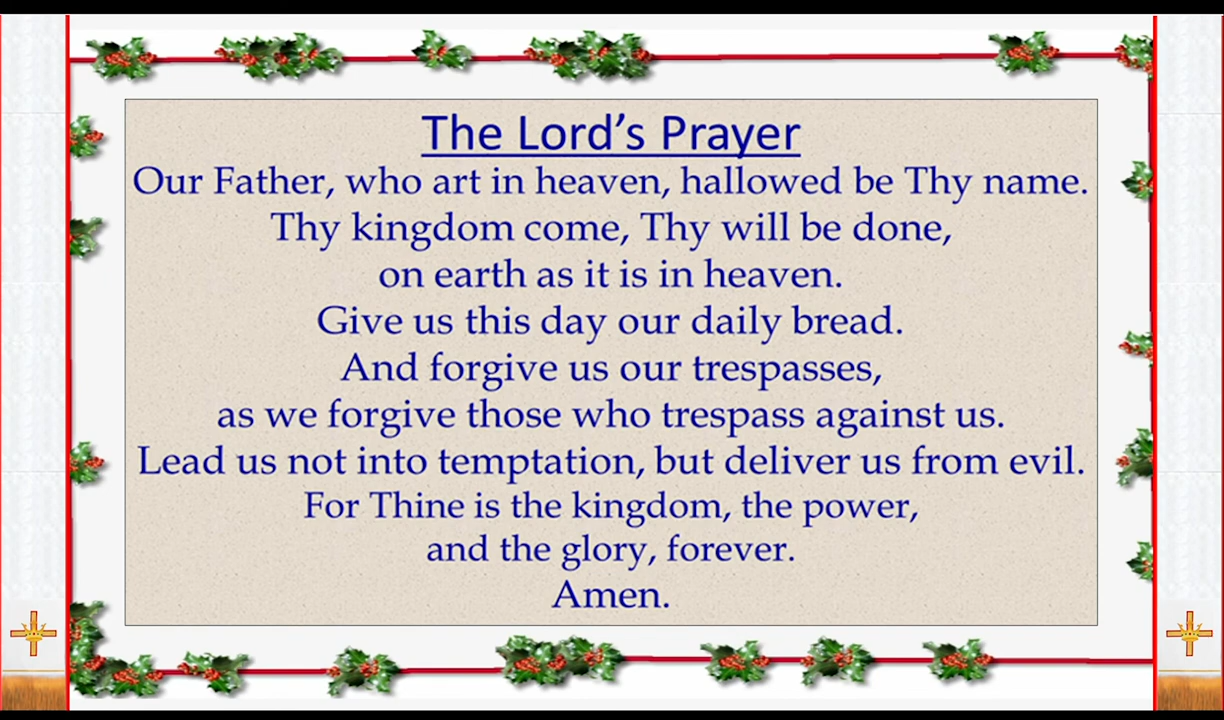 The Lord’s Prayer
Our Father, who art in heaven, hallowed be Thy name.
Thy kingdom come, Thy will be done,
on earth as it is in heaven.
Give us this day our daily bread.
And forgive us our trespasses,
as we forgive those who trespass against us.
Lead us not into temptation, but deliver us from evil.
For Thine is the kingdom, the power,
and the glory, forever.
Amen.